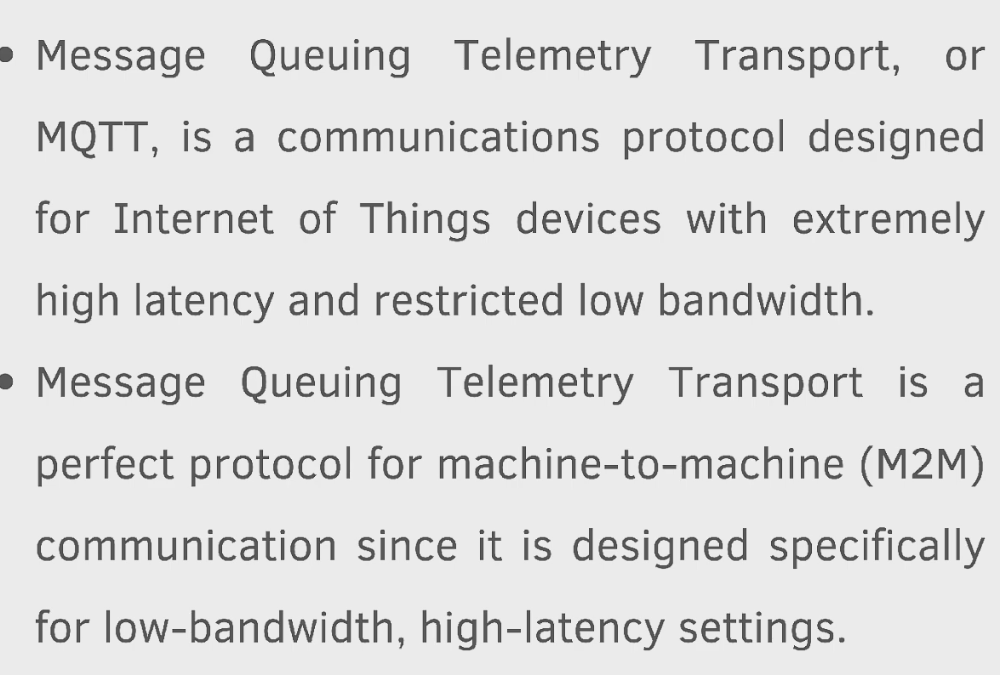 • Message Queuing Telemetry Transport, or
MQTT, is a communications protocol designed
for Internet of Things devices with extremely
high latency and restricted low bandwidth.
• Message Queuing Telemetry Transport is a
perfect protocol for machine-to-machine (M2M)
communication since it is designed specifically
for low-bandwidth, high-latency settings.